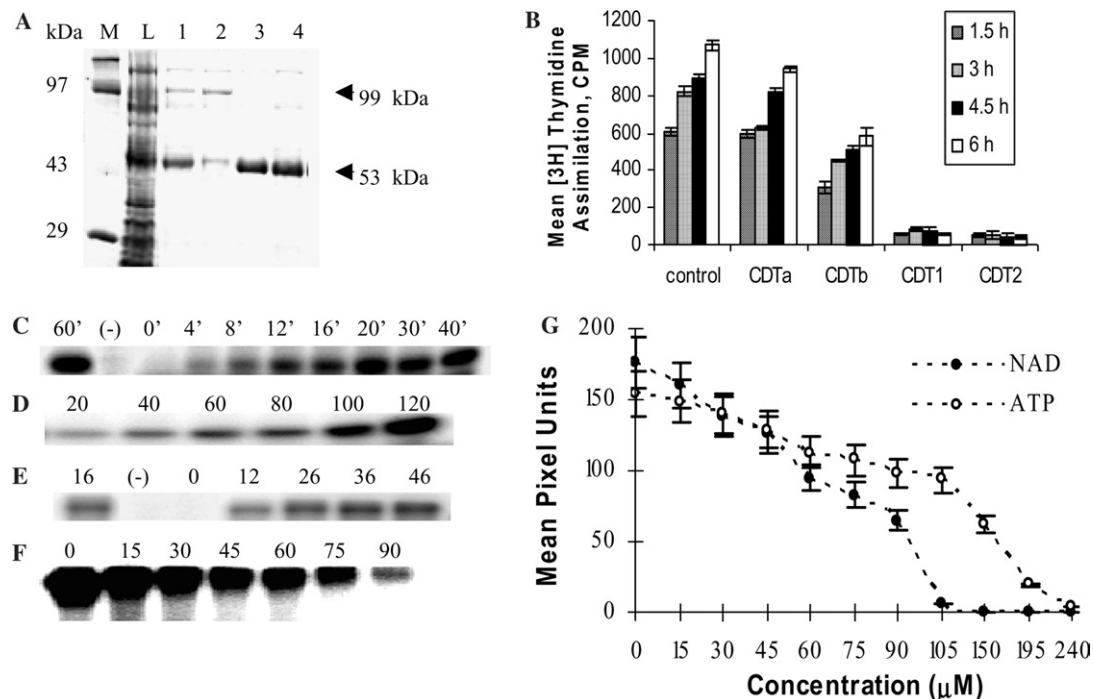 A
kDa M L 1 2 3 4
97
43
29
99 kDa
53 kDa
B
Mean [3H] Thymidine
Assimilation, CPM
1200
1000
800
600
400
200
0
control CDTa CDTb CDT1 CDT2
1.5 h
3 h
4.5 h
6 h
C 60' (-) 0' 4' 8' 12' 16' 20' 30' 40'
D 20 40 60 80 100 120
E 16 (-) 0 12 26 36 46
F 0 15 30 45 60 75 90
G
Mean Pixel Units
200
150
100
50
0
NAD
ATP
0 15 30 45 60 75 90 105 150 195 240
Concentration (μM)